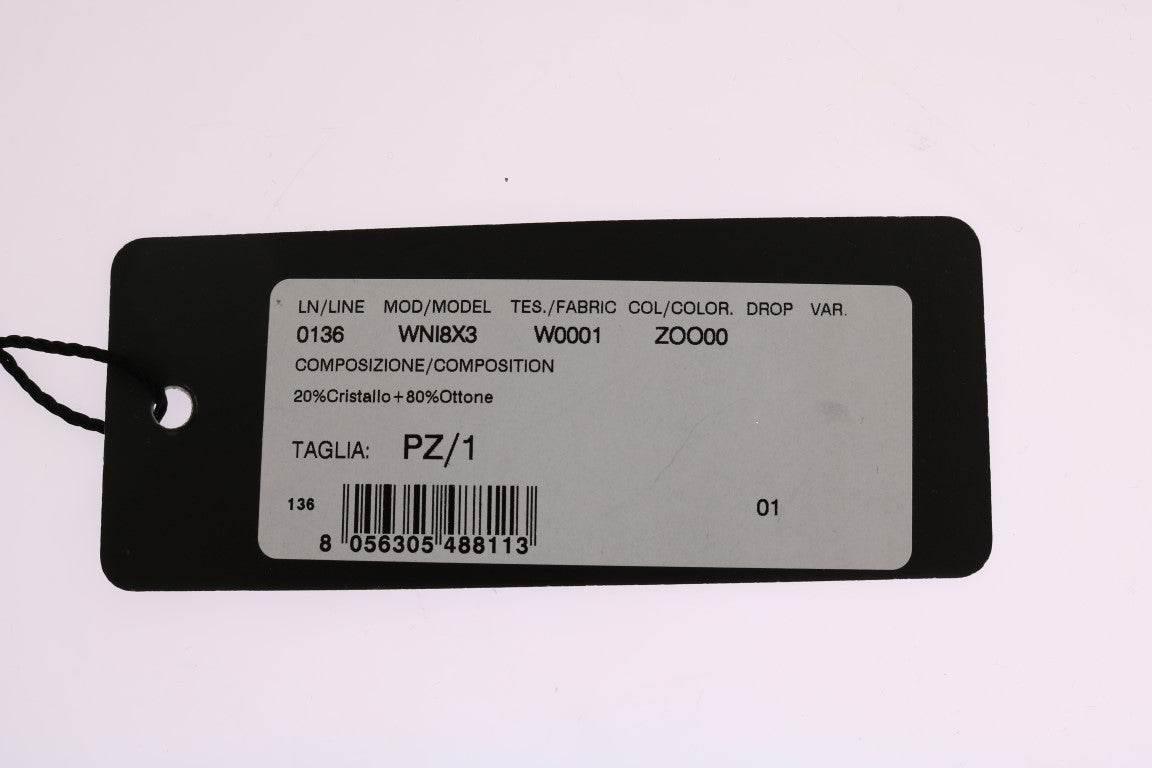 LN/LINE MOD/MODEL TES./FABRIC COL/COLOR. DROP VAR.
0136 WNI8X3 W0001 ZOO00
COMPOSIZIONE/COMPOSITION
20%Cristallo+80%Ottone
TAGLIA: PZ/1
136 01
8 056305 488113